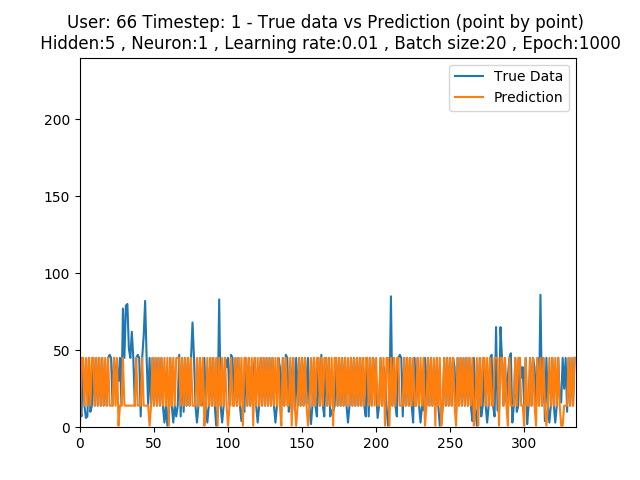 User: 66 Timestep: 1 - True data vs Prediction (point by point)
Hidden:5 , Neuron:1 , Learning rate:0.01 , Batch size:20 , Epoch:1000
True Data
Prediction
200
150
100
50
0
0 50 100 150 200 250 300